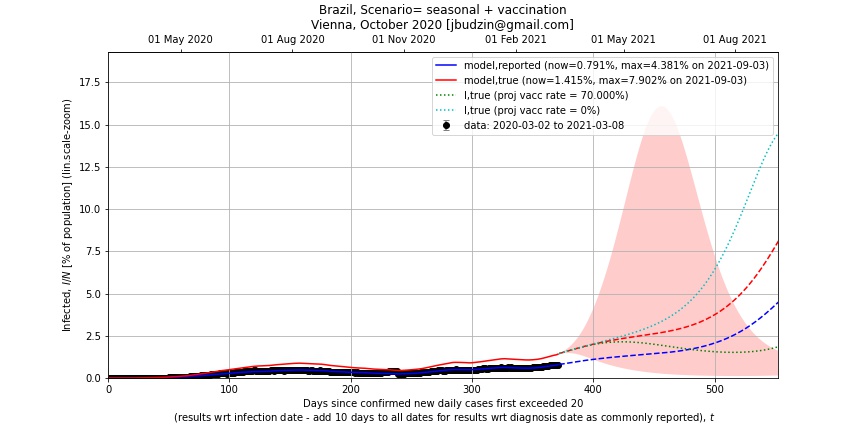 Brazil, Scenario= seasonal + vaccination
Vienna, October 2020 [jbudzin@gmail.com]
01 May 2020 01 Aug 2020 01 Nov 2020 01 Feb 2021 01 May 2021 01 Aug 2021
model,reported (now=0.791%, max=4.381% on 2021-09-03)
model,true (now=1.415%, max=7.902% on 2021-09-03)
I,true (proj vacc rate = 70.000%)
I,true (proj vacc rate = 0%)
data: 2020-03-02 to 2021-03-08
Infected, I/N [% of population] (lin.scale-zoom)
17.5
15.0
12.5
10.0
7.5
5.0
2.5
0.0
0 100 200 300 400 500
Days since confirmed new daily cases first exceeded 20
(results wrt infection date - add 10 days to all dates for results wrt diagnosis date as commonly reported), t